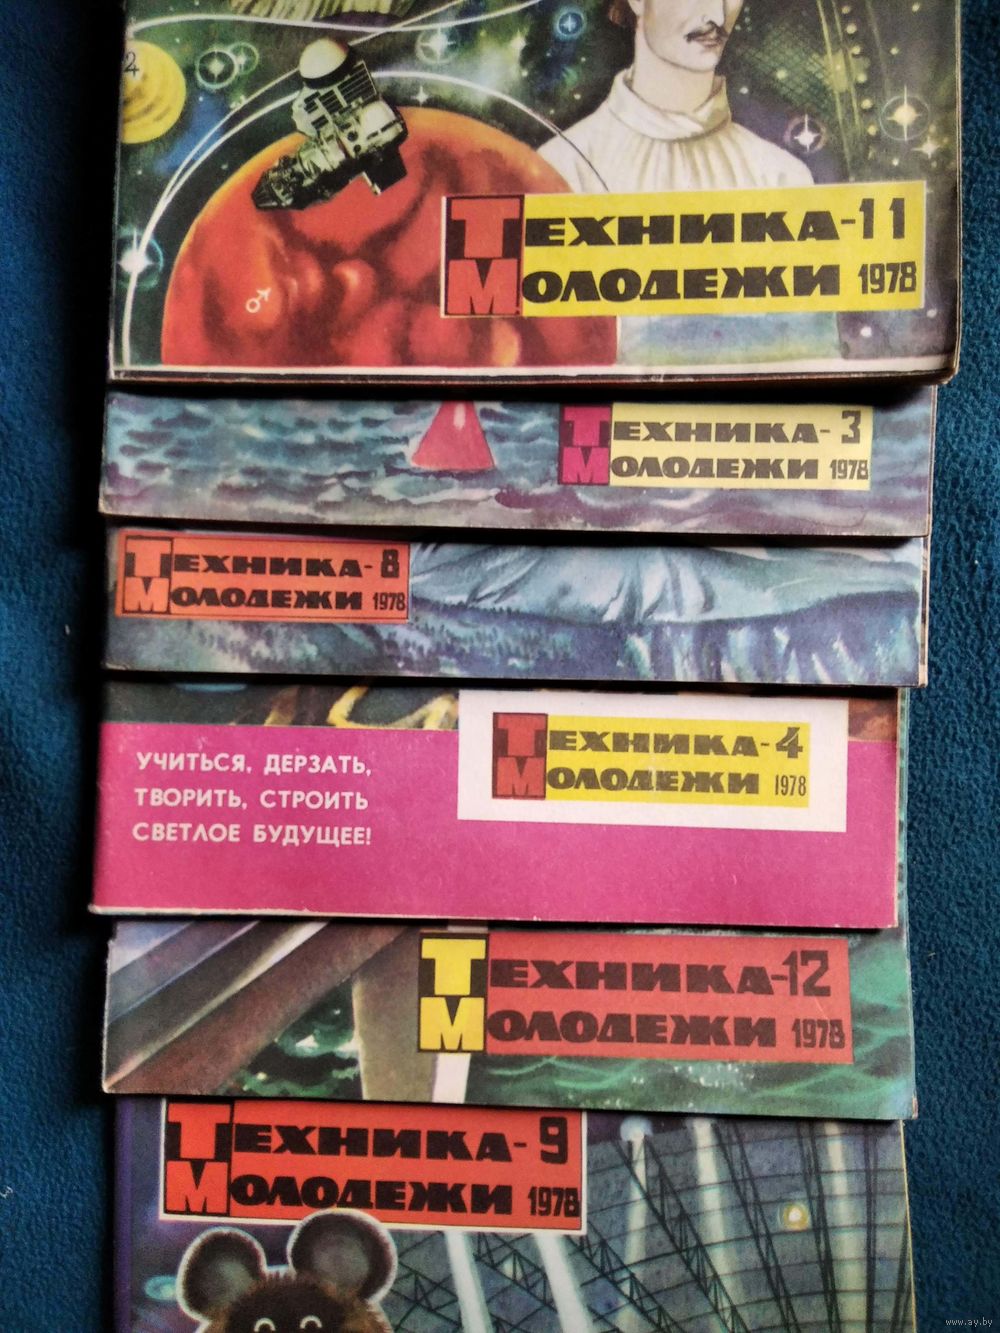 4
♂
ТЕХНИКА-11
МОЛОДЕЖИ 1978
ТЕХНИКА-3
МОЛОДЕЖИ 1978
ТЕХНИКА-8
МОЛОДЕЖИ 1978
ТЕХНИКА-4
МОЛОДЕЖИ 1978
УЧИТЬСЯ, ДЕРЗАТЬ,
ТВОРИТЬ, СТРОИТЬ
СВЕТЛОЕ БУДУЩЕЕ!
ТЕХНИКА-12
МОЛОДЕЖИ 1978
ТЕХНИКА-9
МОЛОДЕЖИ 1978
www.ay.by